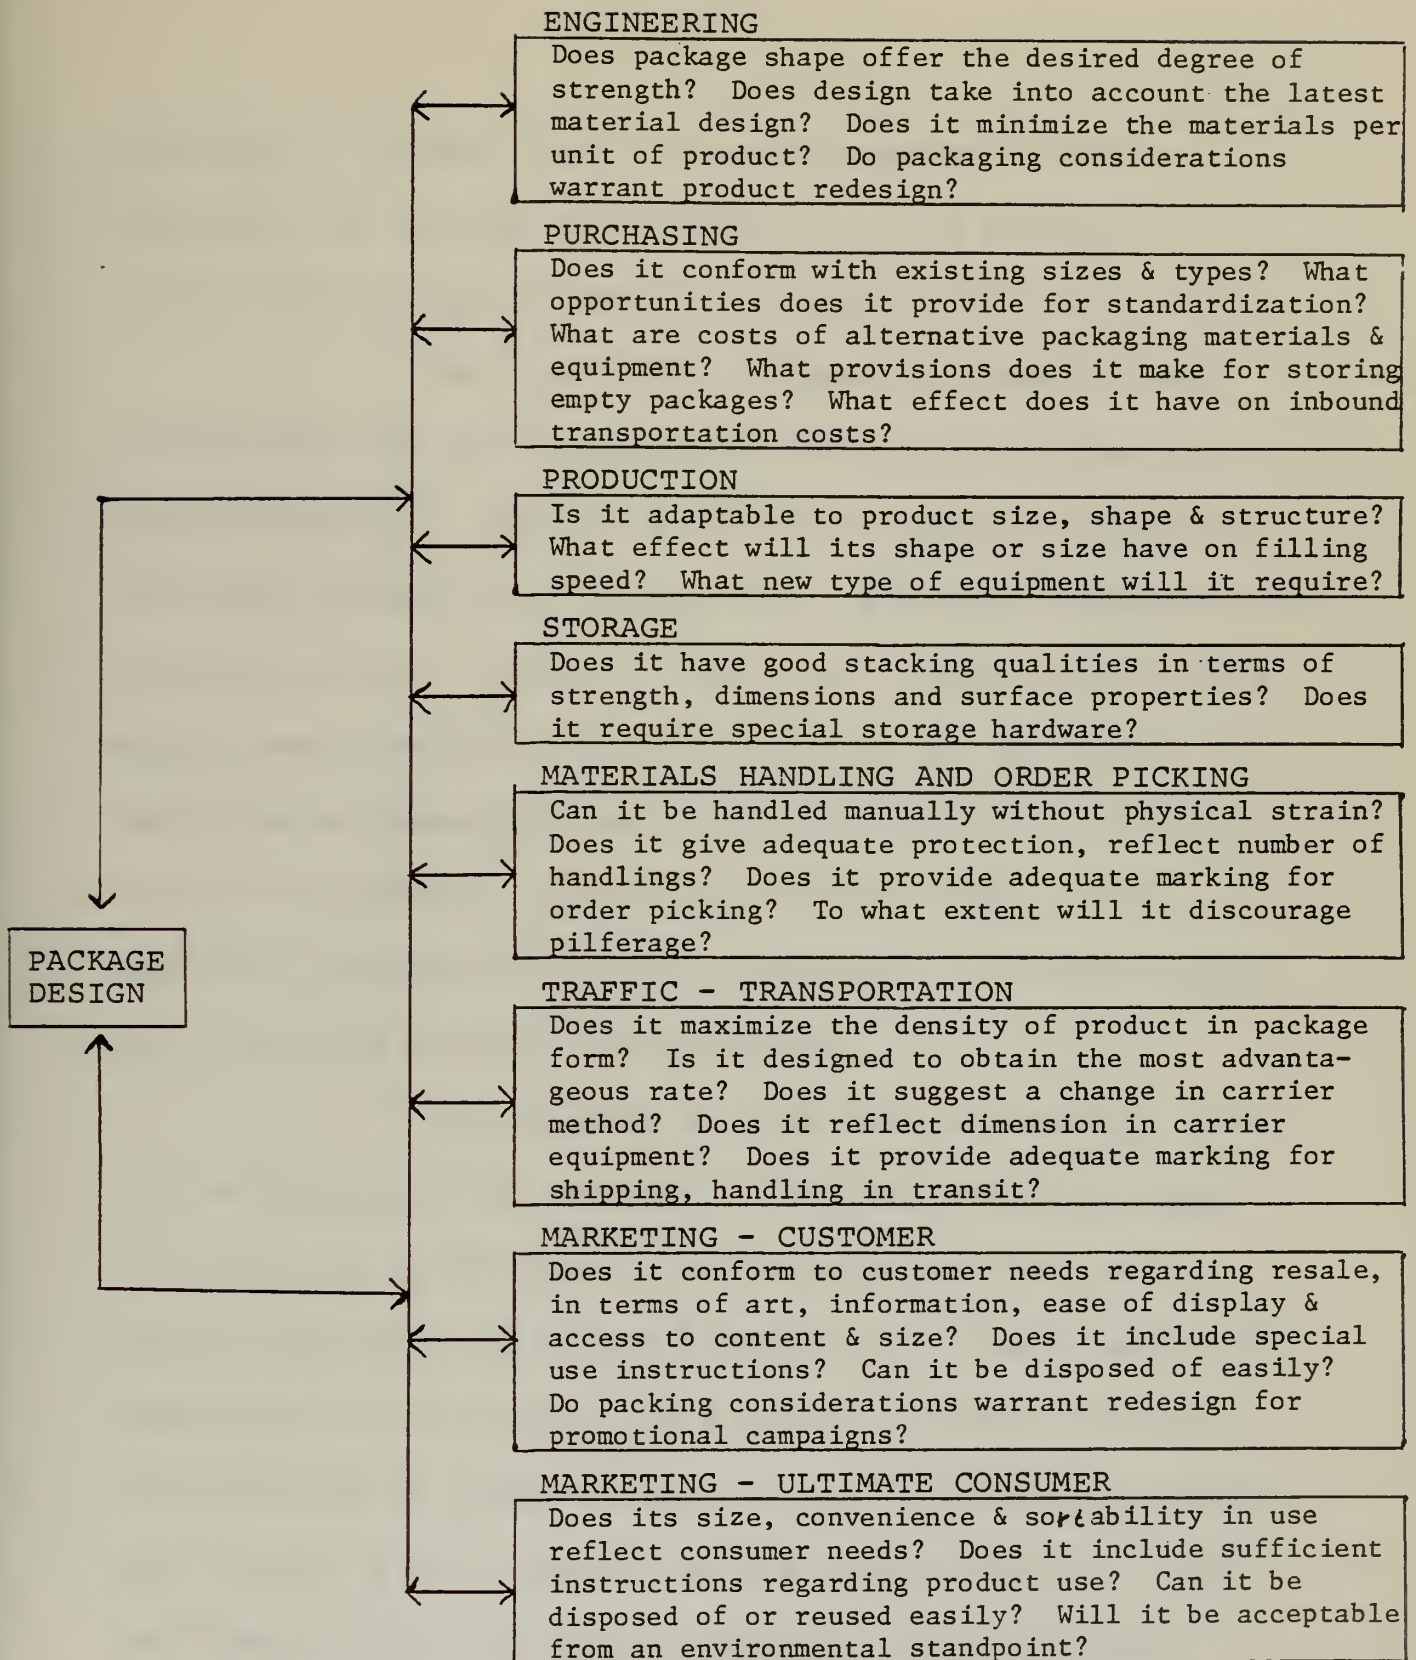 ENGINEERING
Does package shape offer the desired degree of
strength? Does design take into account the latest
material design? Does it minimize the materials per
unit of product? Do packaging considerations
warrant product redesign?
PURCHASING
Does it conform with existing sizes & types? What
opportunities does it provide for standardization?
What are costs of alternative packaging materials &
equipment? What provisions does it make for storing
empty packages? What effect does it have on inbound
transportation costs?
PRODUCTION
Is it adaptable to product size, shape & structure?
What effect will its shape or size have on filling
speed? What new type of equipment will it require?
STORAGE
Does it have good stacking qualities in terms of
strength, dimensions and surface properties? Does
it require special storage hardware?
MATERIALS HANDLING AND ORDER PICKING
Can it be handled manually without physical strain?
Does it give adequate protection, reflect number of
handlings? Does it provide adequate marking for
order picking? To what extent will it discourage
pilferage?
PACKAGE
DESIGN
TRAFFIC - TRANSPORTATION
Does it maximize the density of product in package
form? Is it designed to obtain the most advanta-
geous rate? Does it suggest a change in carrier
method? Does it reflect dimension in carrier
equipment? Does it provide adequate marking for
shipping, handling in transit?
MARKETING - CUSTOMER
Does it conform to customer needs regarding resale,
in terms of art, information, ease of display &
access to content & size? Does it include special
use instructions? Can it be disposed of easily?
Do packing considerations warrant redesign for
promotional campaigns?
MARKETING - ULTIMATE CONSUMER
Does its size, convenience & sortability in use
reflect consumer needs? Does it include sufficient
instructions regarding product use? Can it be
disposed of or reused easily? Will it be acceptable
from an environmental standpoint?